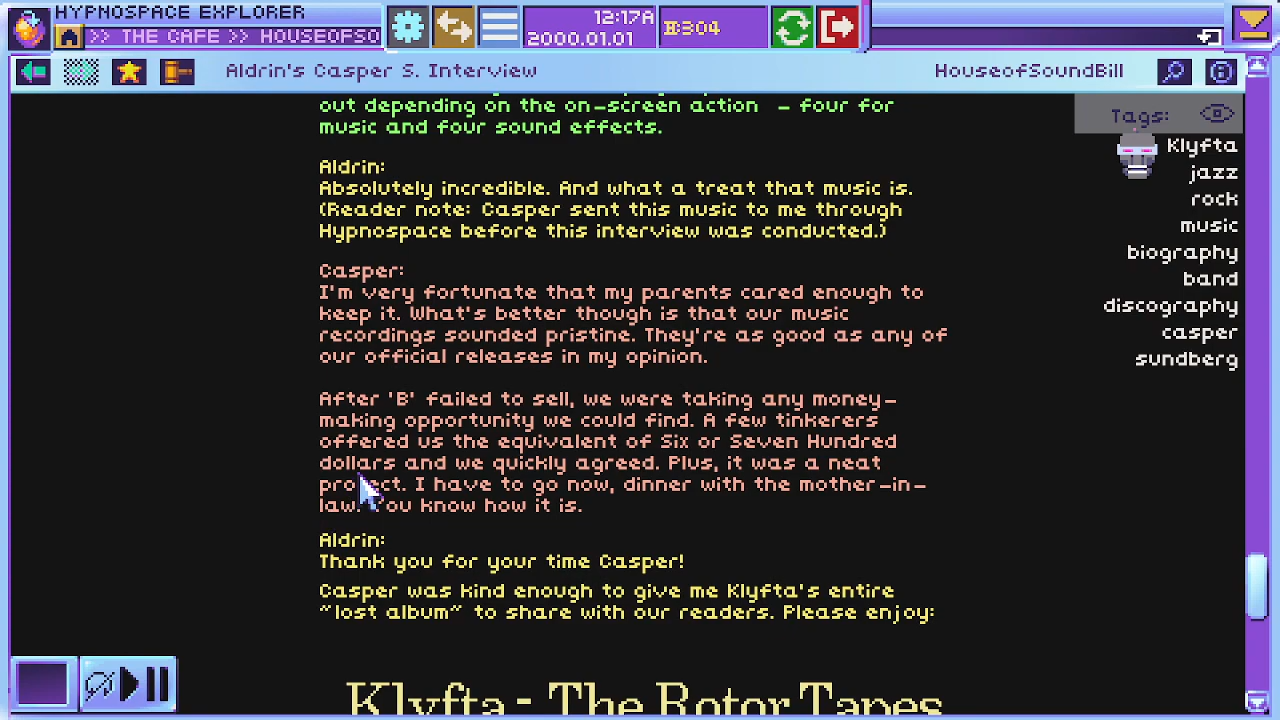 HYPNOSPACE EXPLORER
>> THE CAFE >> HOUSEOFSO
12:17A
2000.01.01
304
Aldrin's Casper S. Interview
HouseofSoundBill
out depending on the on-screen action - four for
music and four sound effects.
Tags:
Klyfta
jazz
rock
music
biography
band
discography
casper
sundberg
Aldrin:
Absolutely incredible. And what a treat that music is.
(Reader note: Casper sent this music to me through
Hypnospace before this interview was conducted.)
Casper:
I'm very fortunate that my parents cared enough to
keep it. What's better though is that our music
recordings sounded pristine. They're as good as any of
our official releases in my opinion.
After 'B' failed to sell, we were taking any money-
making opportunity we could find. A few tinkerers
offered us the equivalent of Six or Seven Hundred
dollars and we quickly agreed. Plus, it was a neat
project. I have to go now, dinner with the mother-in-
law. You know how it is.
Aldrin:
Thank you for your time Casper!
Casper was kind enough to give me Klyfta's entire
"lost album" to share with our readers. Please enjoy:
Klyfta - The Rotor Tapes